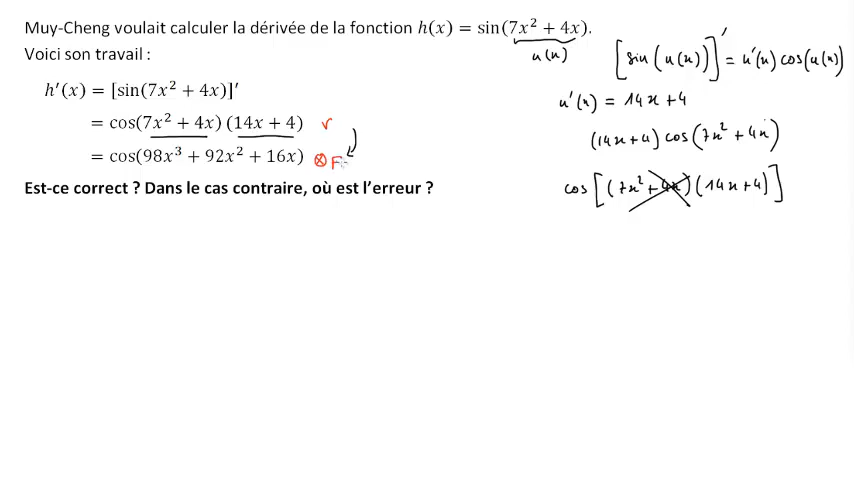 Muy-Cheng voulait calculer la dérivée de la fonction h(x) = sin(7x² + 4x).
u(x)
Voici son travail :
h′(x) = [sin(7x² + 4x)]′
= cos(7x² + 4x) (14x + 4) v
= cos(98x³ + 92x² + 16x) ⊗ F
Est-ce correct ? Dans le cas contraire, où est l’erreur ?
[sin(u(x))]′ = u′(x) cos(u(x))
u′(x) = 14x + 4
(14x + 4) cos(7x² + 4x)
cos[(7x² + 4x)(14x + 4)]